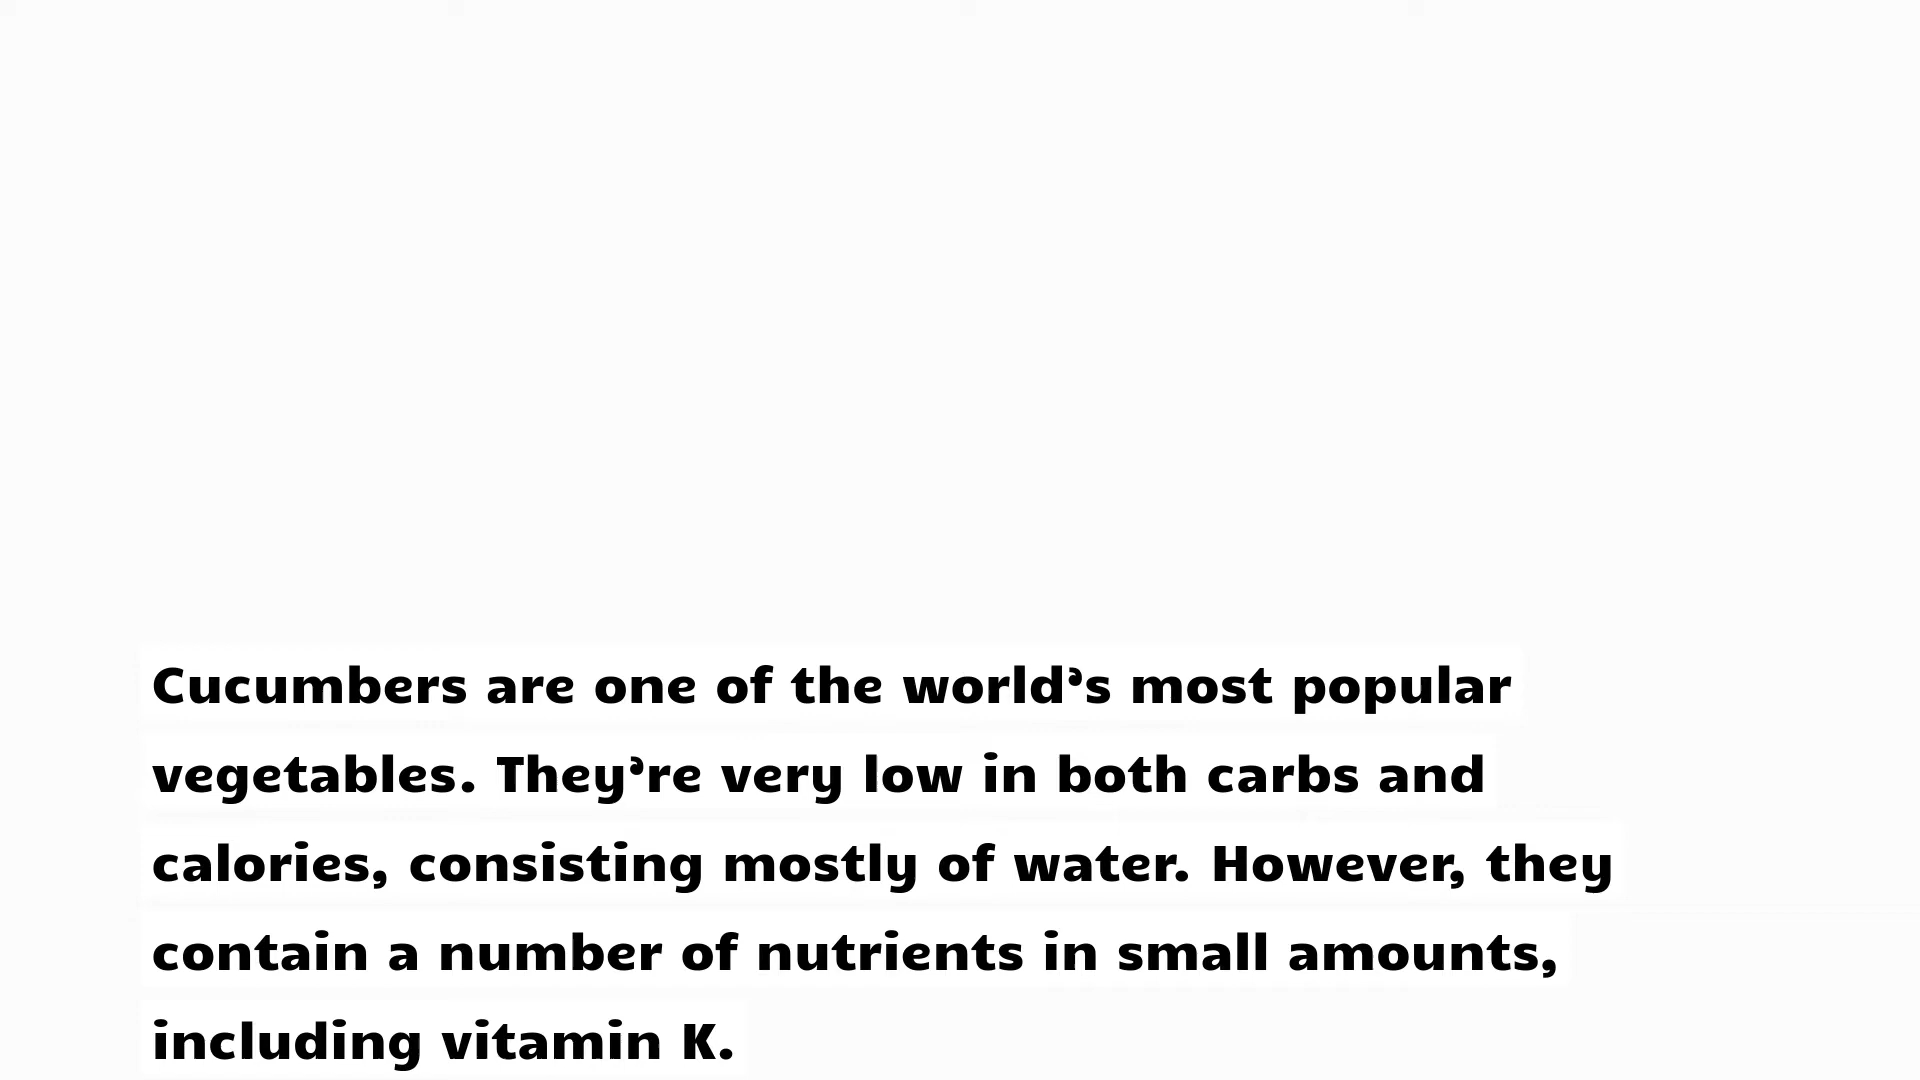 Cucumbers are one of the world's most popular
vegetables. They're very low in both carbs and
calories, consisting mostly of water. However, they
contain a number of nutrients in small amounts,
including vitamin K.